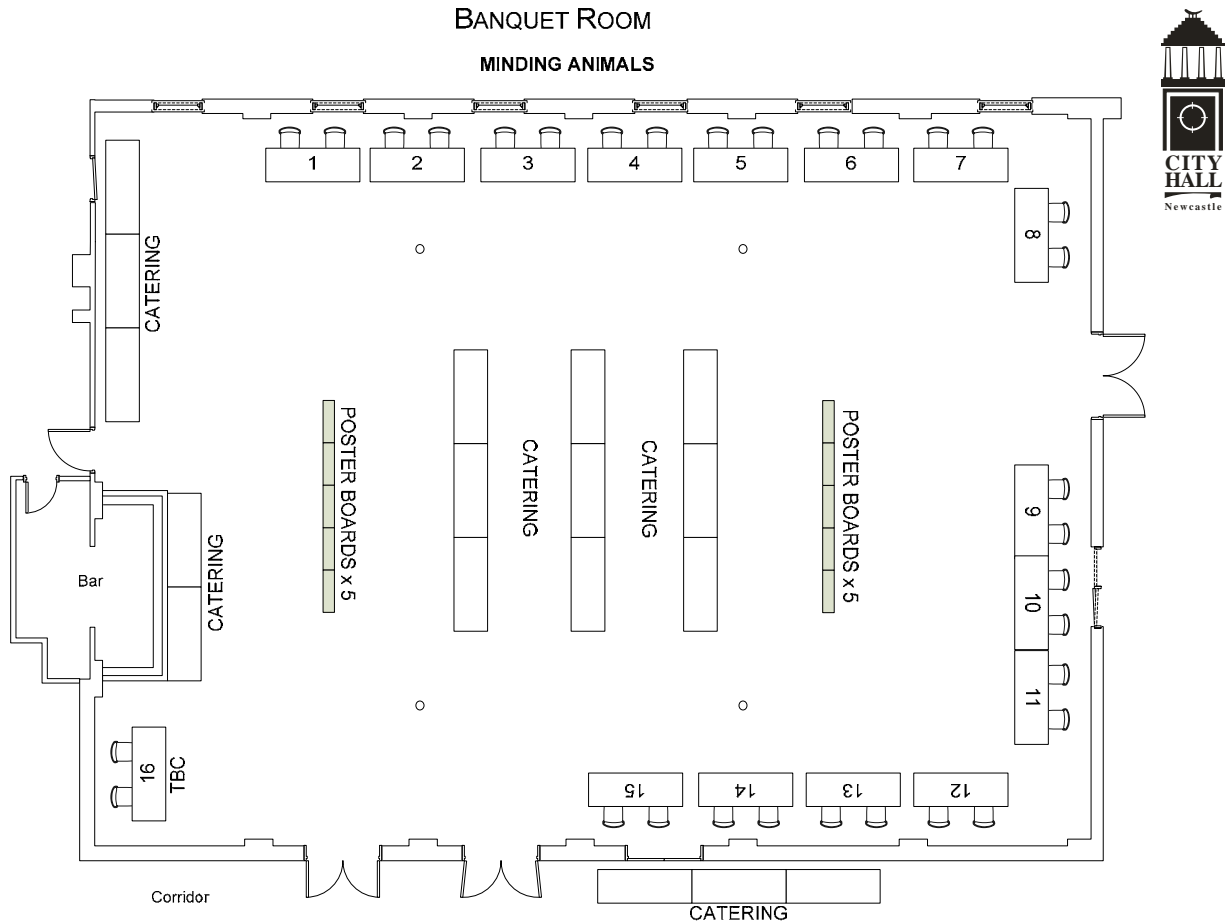 BANQUET ROOM
MINDING ANIMALS
CITY
HALL
Newcastle
1
2
3
4
5
6
7
8
CATERING
POSTER BOARDS x 5
CATERING
CATERING
POSTER BOARDS x 5
9
10
11
Bar
CATERING
16
TBC
15
14
13
12
Corridor
CATERING